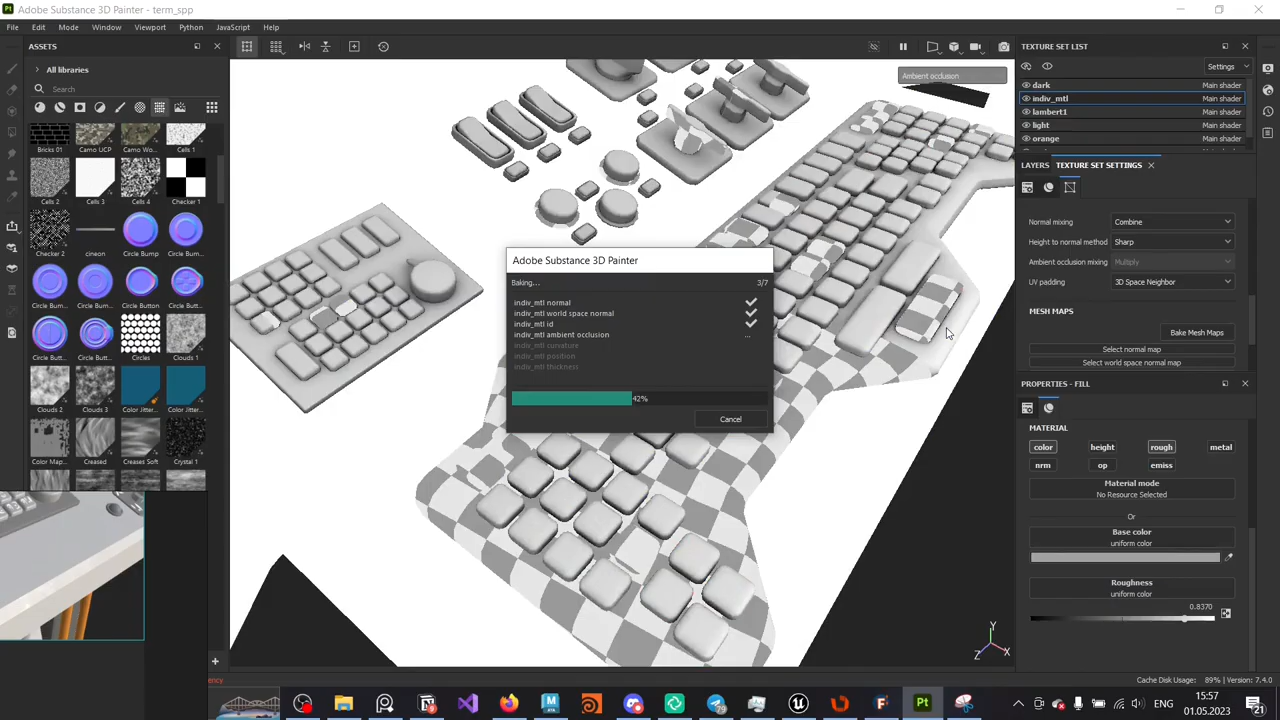 Adobe Substance 3D Painter - term_spp
File Edit Mode Window Viewport Python JavaScript Help
ASSETS
All libraries
Search
Bricks 01 Camo UCP Camo Wo... Cells 1
Cells 2 Cells 3 Cells 4 Checker 1
Checker 2 cineon Circle Bump Circle Bum...
Circle Bum... Circle Bum... Circle Button Circle Butt...
Circle Butt... Circle Butt... Circles Clouds 1
Clouds 2 Clouds 3 Color Jitter... Color Jitter...
Color Map... Creased Creases Soft Crystal 1
Ambient occlusion
Adobe Substance 3D Painter
Baking... 3/7
indiv_mtl normal
indiv_mtl world space normal
indiv_mtl id
indiv_mtl ambient occlusion ...
indiv_mtl curvature
indiv_mtl position
indiv_mtl thickness
42%
Cancel
Y
Z X
TEXTURE SET LIST
Settings
dark Main shader
indiv_mtl Main shader
lambert1 Main shader
light Main shader
orange Main shader
LAYERS TEXTURE SET SETTINGS
Normal mixing Combine
Height to normal method Sharp
Ambient occlusion mixing Multiply
UV padding 3D Space Neighbor
MESH MAPS
Bake Mesh Maps
Select normal map
Select world space normal map
PROPERTIES - FILL
MATERIAL
color height rough metal
nrm op emiss
Material mode
No Resource Selected
Or
Base color
uniform color
Roughness
uniform color
0.8370
ency
Cache Disk Usage: 89% | Version: 7.4.0
ENG
15:57
01.05.2023